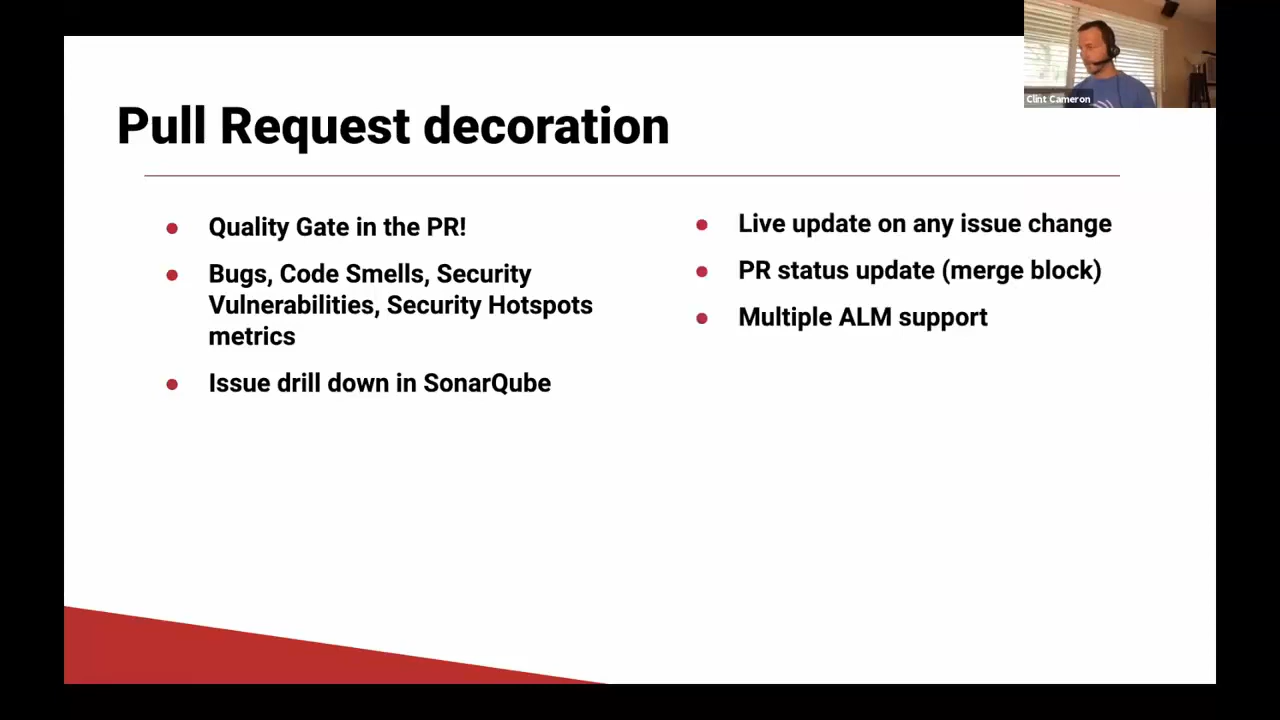 Clint Cameron
Pull Request decoration
Quality Gate in the PR!
Bugs, Code Smells, Security
Vulnerabilities, Security Hotspots
metrics
Issue drill down in SonarQube
Live update on any issue change
PR status update (merge block)
Multiple ALM support